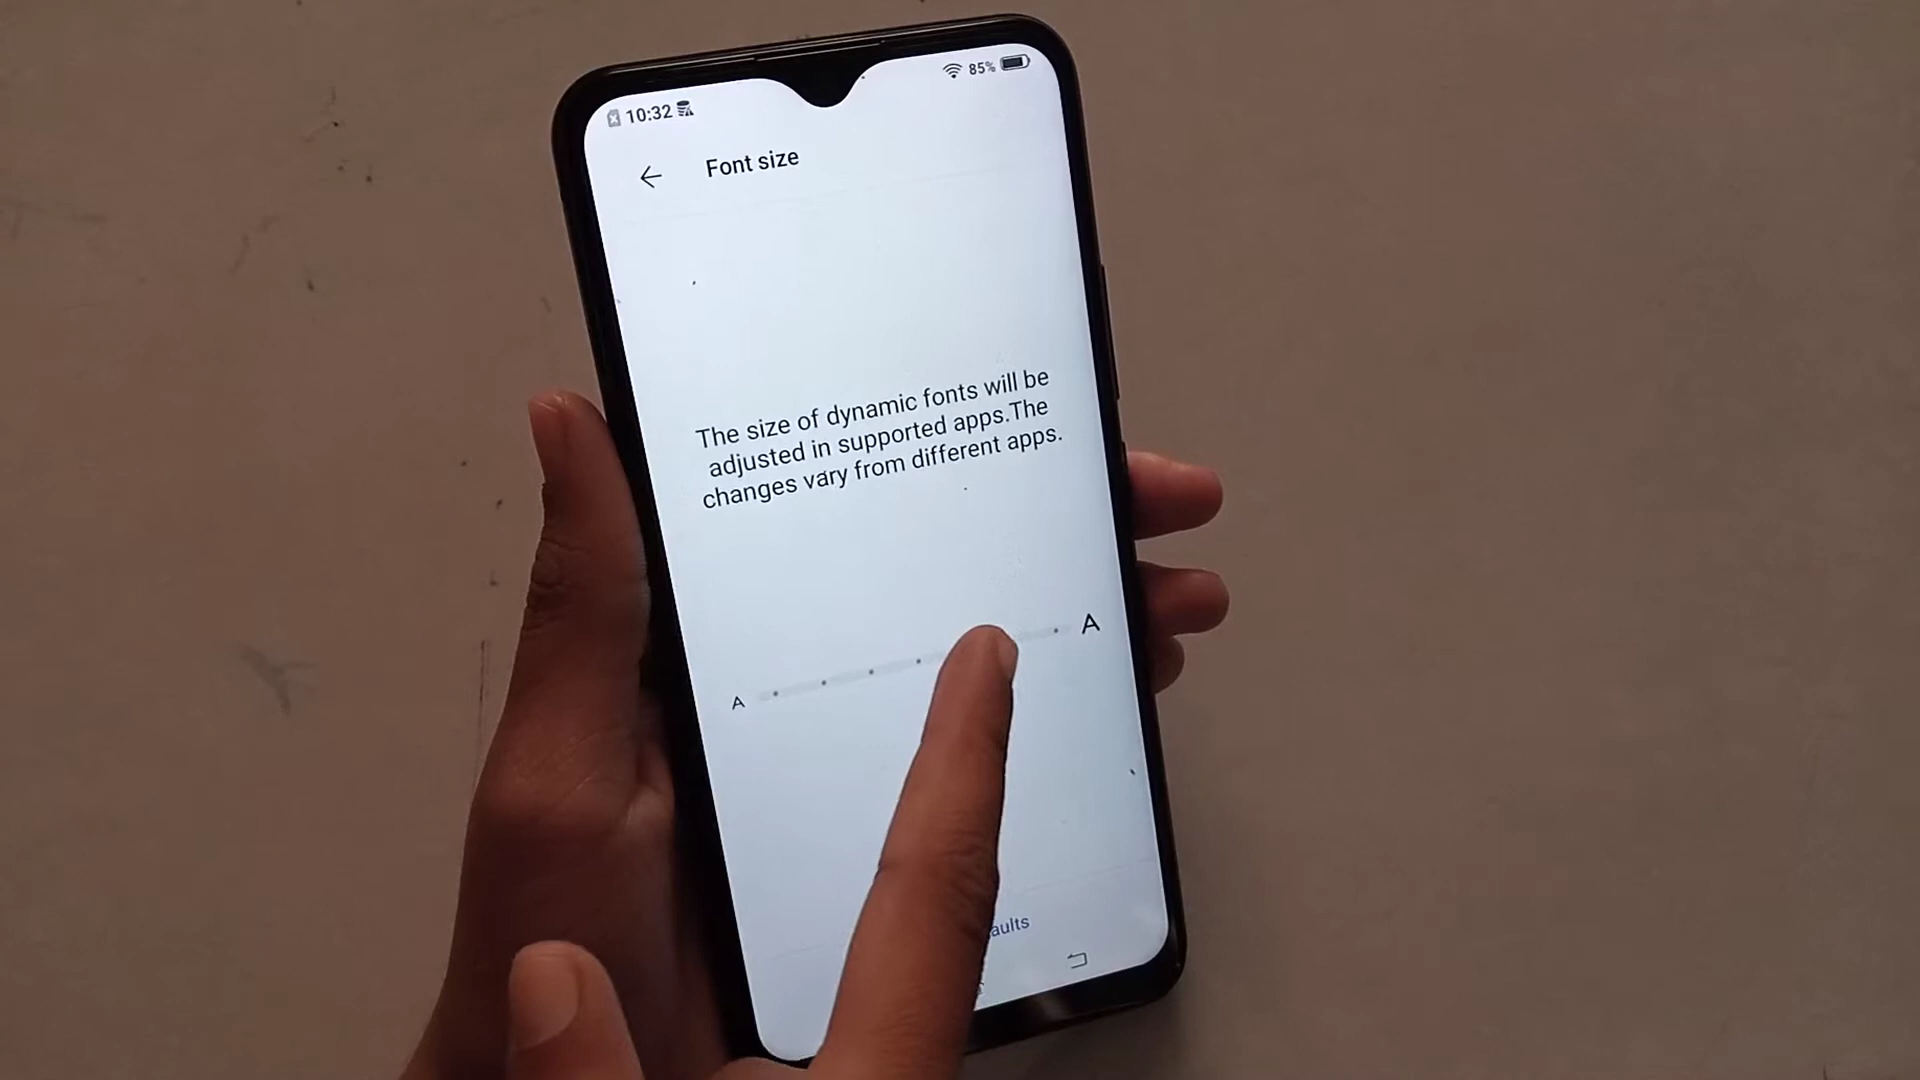 10:32
85%
Font size
The size of dynamic fonts will be
adjusted in supported apps.The
changes vary from different apps.
A
A
aults